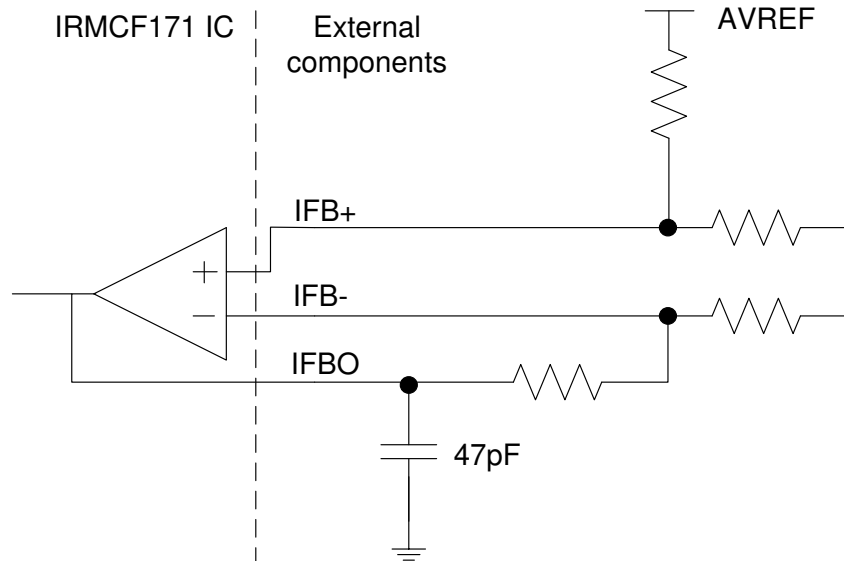 IRMCF171 IC
External
components
AVREF
IFB+
+
IFB-
−
IFBO
47pF